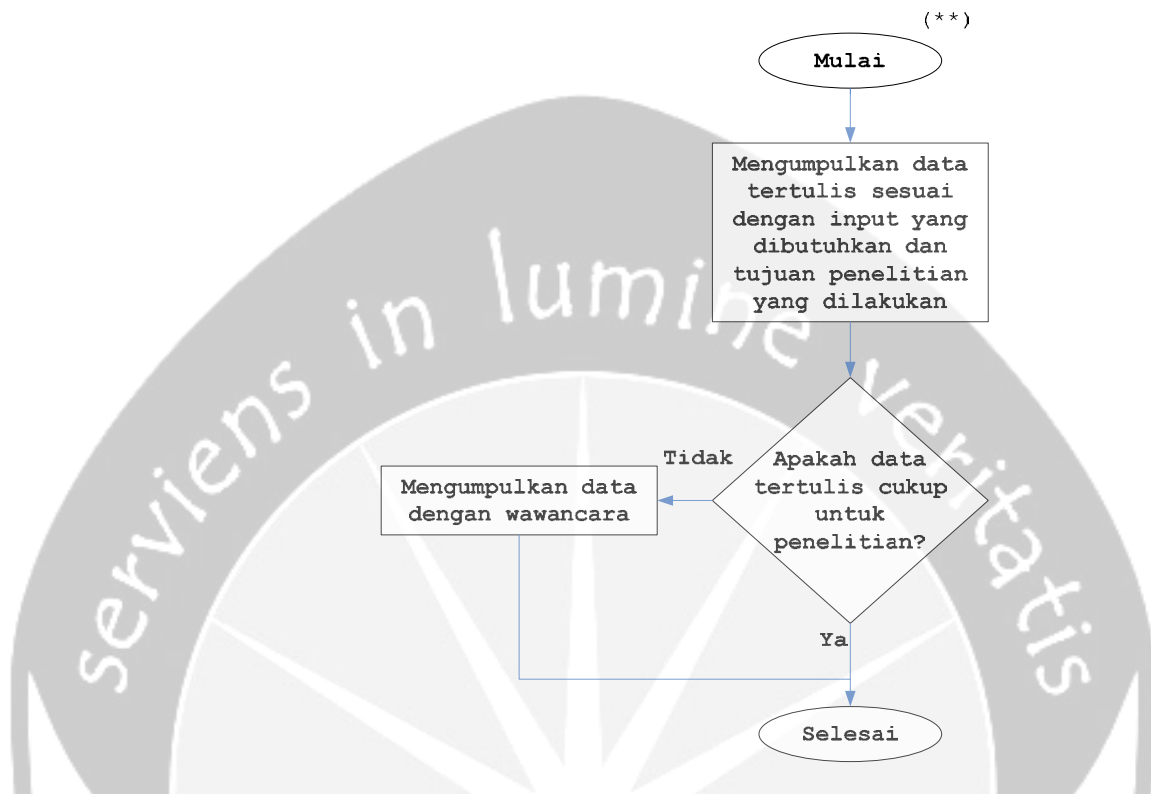 (**)
Mulai
Mengumpulkan data
tertulis sesuai
dengan input yang
dibutuhkan dan
tujuan penelitian
yang dilakukan
Apakah data
tertulis cukup
untuk
penelitian?
Tidak
Mengumpulkan data
dengan wawancara
Ya
Selesai
serviens in lumine veritatis